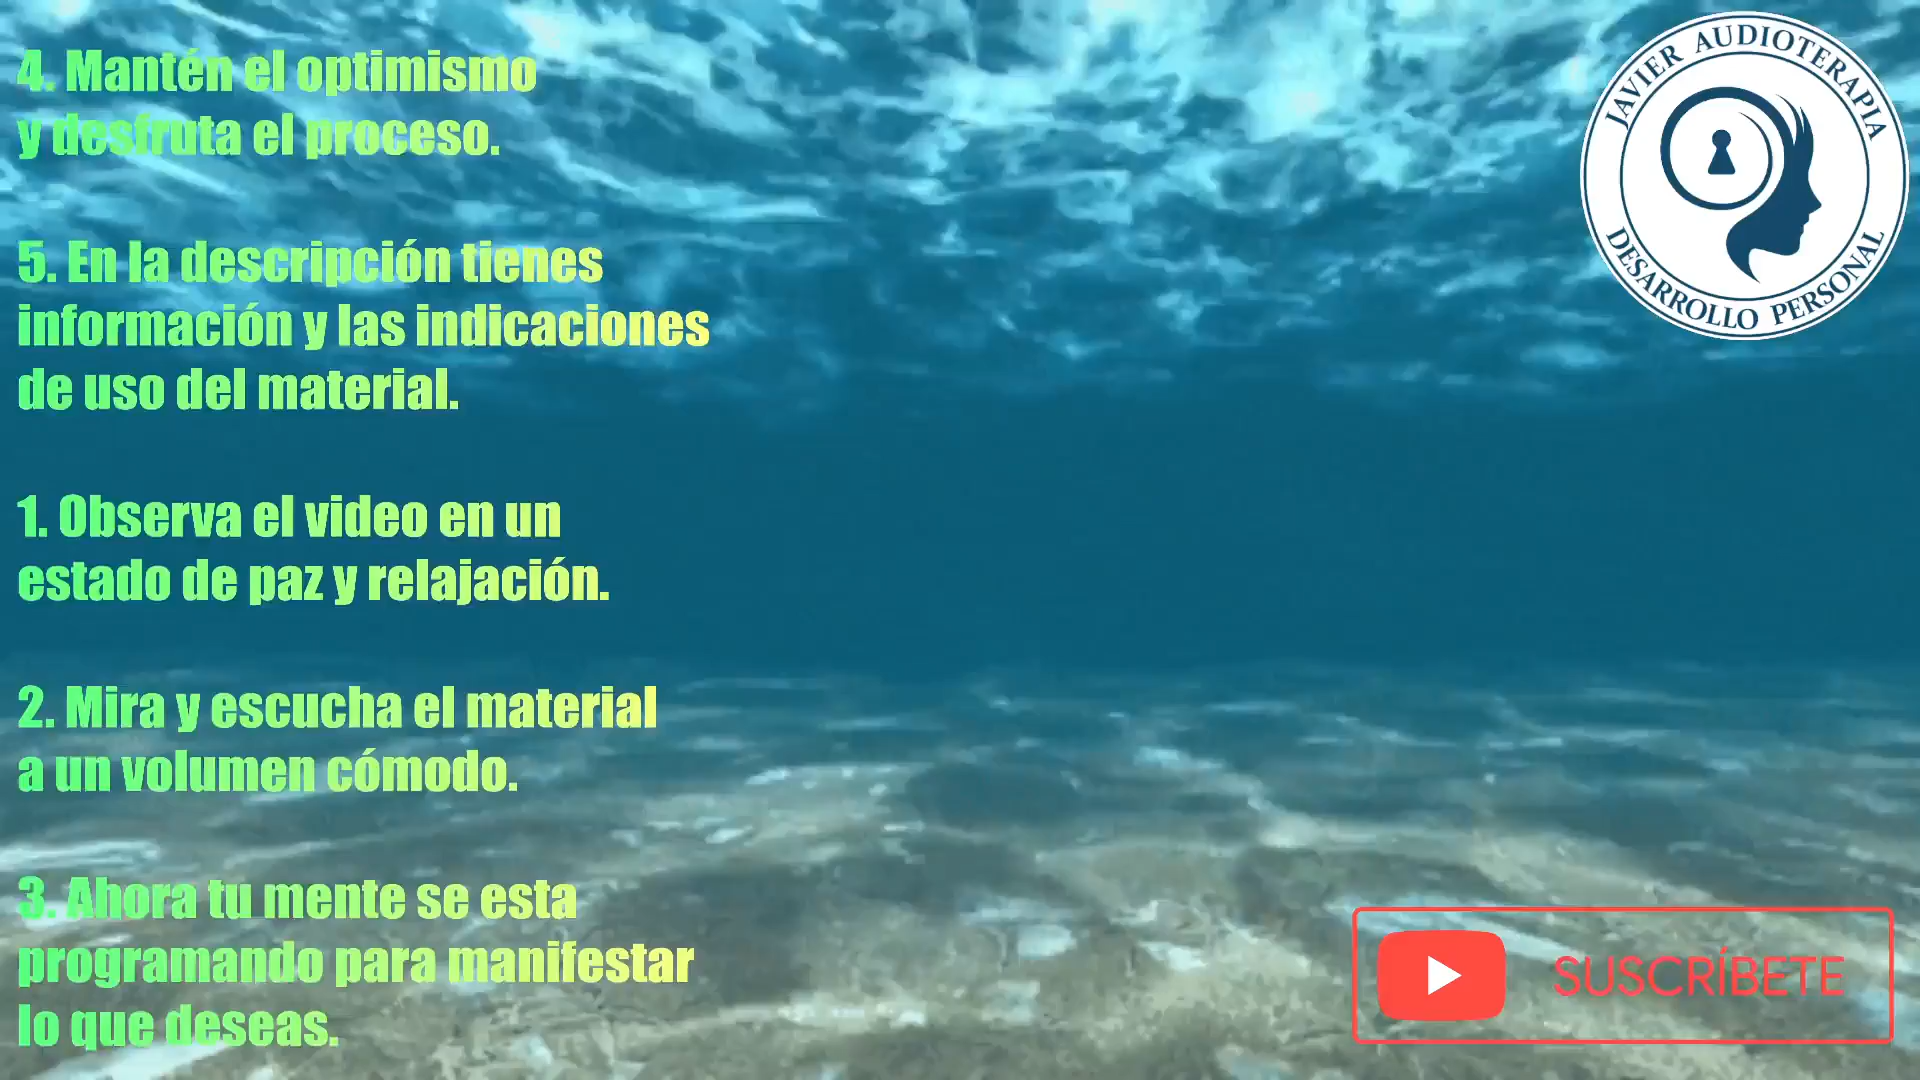 4. Mantén el optimismo
y desfruta el proceso.
5. En la descripción tienes
información y las indicaciones
de uso del material.
1. Observa el video en un
estado de paz y relajación.
2. Mira y escucha el material
a un volumen cómodo.
3. Ahora tu mente se esta
programando para manifestar
lo que deseas.
JAVIER AUDIOTERAPIA
DESARROLLO PERSONAL
SUSCRÍBETE